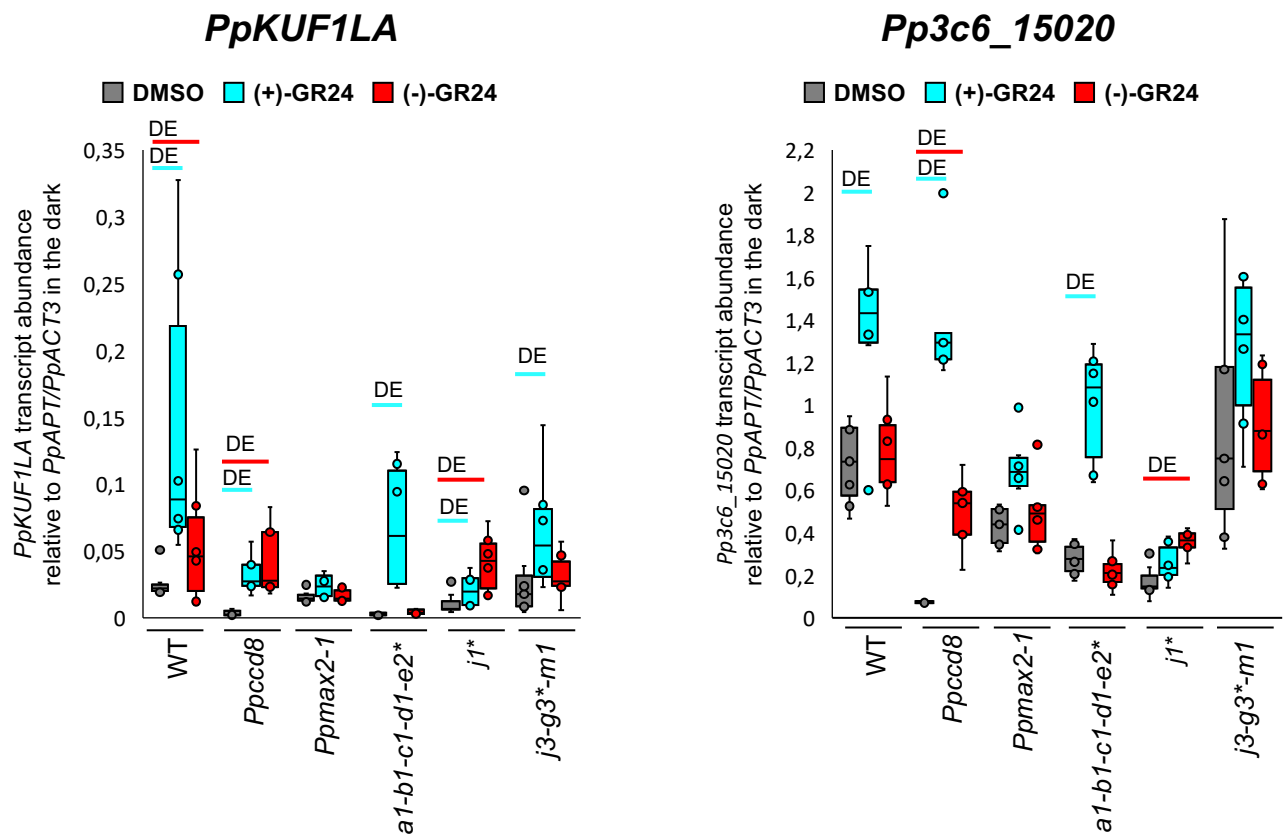 PpKUF1LA
DMSO (+)-GR24 (-)-GR24
PpKUF1LA transcript abundance
relative to PpAPT/PpACT3 in the dark
0,35
0,3
0,25
0,2
0,15
0,1
0,05
0
DE
DE
DE
DE
DE
DE
DE
DE
WT
Ppccd8
Ppmax2-1
a1-b1-c1-d1-e2*
j1*
j3-g3*-m1
Pp3c6_15020
DMSO (+)-GR24 (-)-GR24
Pp3c6_15020 transcript abundance
relative to PpAPT/PpACT3 in the dark
2,2
2
1,8
1,6
1,4
1,2
1
0,8
0,6
0,4
0,2
0
DE
DE
DE
DE
DE
WT
Ppccd8
Ppmax2-1
a1-b1-c1-d1-e2*
j1*
j3-g3*-m1